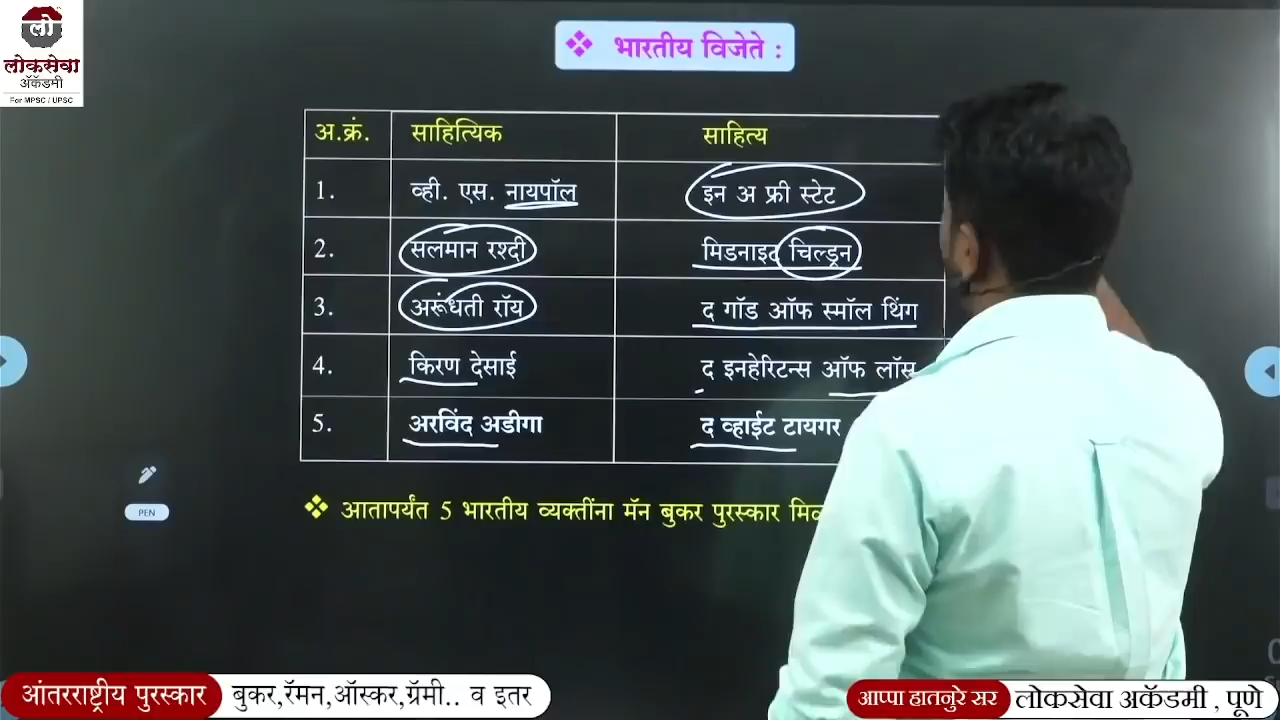 लो
लोकसेवा
अ‍ॅकॅडमी
For MPSC / UPSC
❖ भारतीय विजेते :
अ.क्रं. साहित्यिक साहित्य
1. व्ही. एस. नायपॉल इन अ फ्री स्टेट
2. सलमान रश्दी मिडनाइट चिल्ड्रन
3. अरूंधती रॉय द गॉड ऑफ स्मॉल थिंग
4. किरण देसाई द इनहेरिटन्स ऑफ लॉस
5. अरविंद अडीगा द व्हाईट टायगर
❖ आतापर्यंत 5 भारतीय व्यक्तींना मॅन बुकर पुरस्कार
PEN
आंतरराष्ट्रीय पुरस्कार बुकर,रॅमन,ऑस्कर,ग्रॅमी.. व इतर
आप्पा हातनुरे सर लोकसेवा अकॅडमी , पूणे